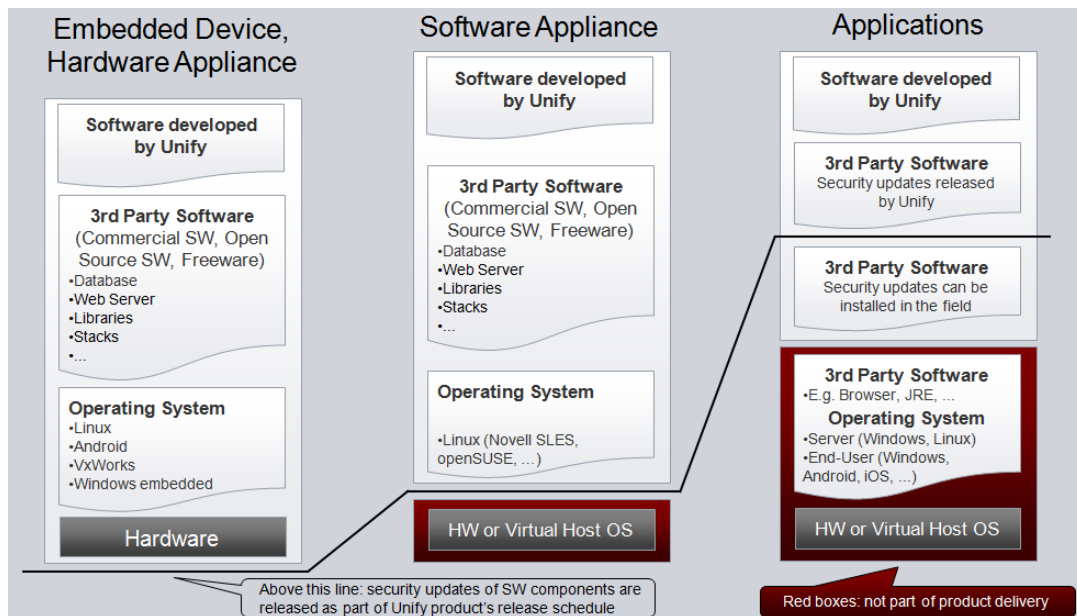 Embedded Device,
Hardware Appliance
Software developed
by Unify
3rd Party Software
(Commercial SW, Open
Source SW, Freeware)
•Database
•Web Server
•Libraries
•Stacks
•...
Operating System
•Linux
•Android
•VxWorks
•Windows embedded
Hardware
Software Appliance
Software developed
by Unify
3rd Party Software
(Commercial SW, Open
Source SW, Freeware)
•Database
•Web Server
•Libraries
•Stacks
•...
Operating System
•Linux (Novell SLES,
openSUSE, ...)
HW or Virtual Host OS
Applications
Software developed
by Unify
3rd Party Software
Security updates released
by Unify
3rd Party Software
Security updates can be
installed in the field
3rd Party Software
•E.g. Browser, JRE, ...
Operating System
•Server (Windows, Linux)
•End-User (Windows,
Android, iOS, ...)
HW or Virtual Host OS
Above this line: security updates of SW components are
released as part of Unify product's release schedule
Red boxes: not part of product delivery